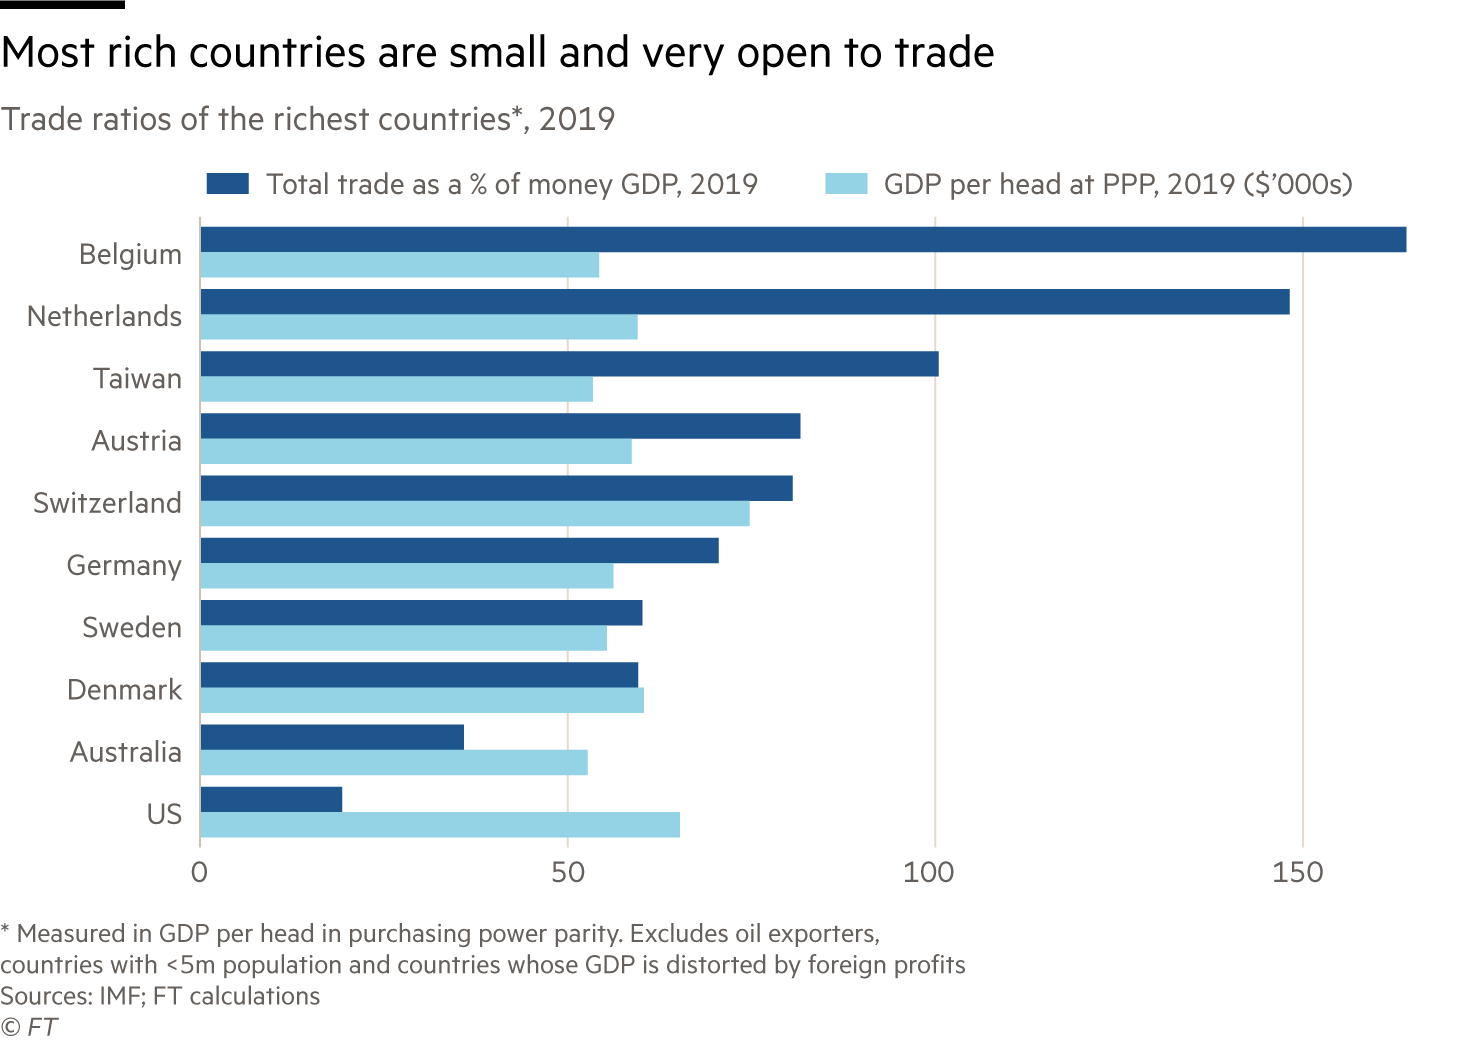 Most rich countries are small and very open to trade
Trade ratios of the richest countries*, 2019
Total trade as a % of money GDP, 2019
GDP per head at PPP, 2019 ($’000s)
Belgium
Netherlands
Taiwan
Austria
Switzerland
Germany
Sweden
Denmark
Australia
US
0 50 100 150
* Measured in GDP per head in purchasing power parity. Excludes oil exporters,
countries with <5m population and countries whose GDP is distorted by foreign profits
Sources: IMF; FT calculations
© FT